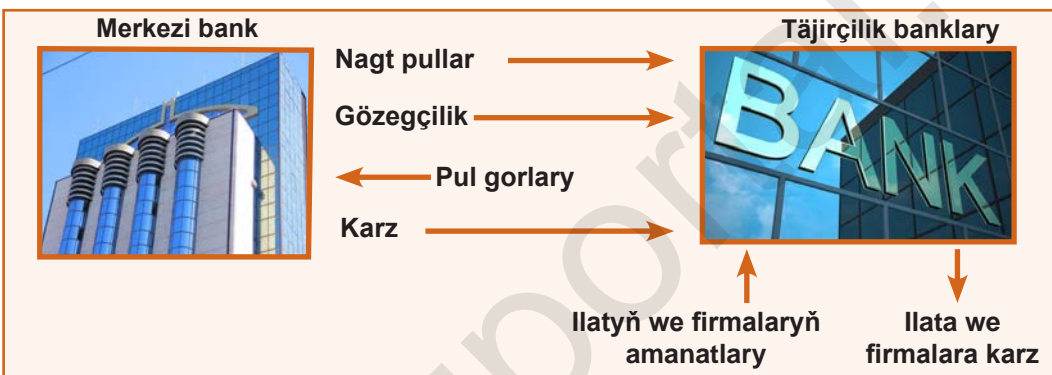 Merkezi bank
Täjirçilik banklary
Nagt pullar
Gözegçilik
Pul gorlary
Karz
BANK
Ilatyň we firmalaryň
amanatlary
Ilata we
firmalara karz